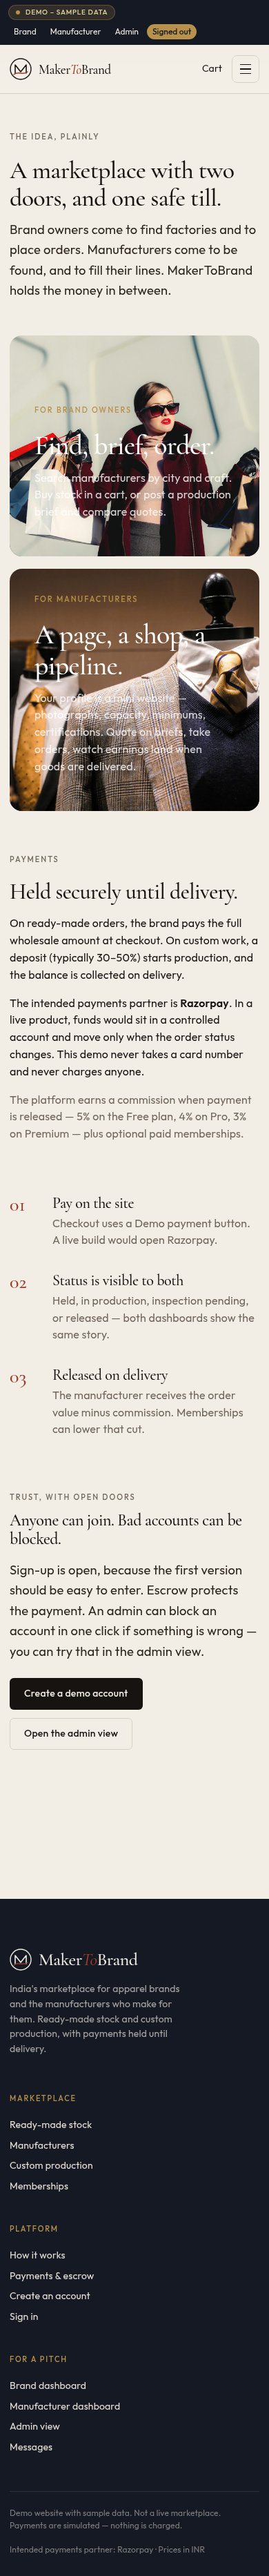 DEMO – SAMPLE DATA
Brand Manufacturer Admin Signed out
MakerToBrand
Cart
THE IDEA, PLAINLY
A marketplace with two
doors, and one safe till.
Brand owners come to find factories and to
place orders. Manufacturers come to be
found, and to fill their lines. MakerToBrand
holds the money in between.
FOR BRAND OWNERS
Find, brief, order.
Search manufacturers by city and craft.
Buy stock in a cart, or post a production
brief and compare quotes.
FOR MANUFACTURERS
A page, a shop, a
pipeline.
Your profile is a mini website —
photographs, capacity, minimums,
certifications. Quote on briefs, take
orders, watch earnings land when
goods are delivered.
PAYMENTS
Held securely until delivery.
On ready-made orders, the brand pays the full
wholesale amount at checkout. On custom work, a
deposit (typically 30–50%) starts production, and
the balance is collected on delivery.
The intended payments partner is Razorpay. In a
live product, funds would sit in a controlled
account and move only when the order status
changes. This demo never takes a card number
and never charges anyone.
The platform earns a commission when payment
is released — 5% on the Free plan, 4% on Pro, 3%
on Premium — plus optional paid memberships.
01 Pay on the site
Checkout uses a Demo payment button.
A live build would open Razorpay.
02 Status is visible to both
Held, in production, inspection pending,
or released — both dashboards show the
same story.
03 Released on delivery
The manufacturer receives the order
value minus commission. Memberships
can lower that cut.
TRUST, WITH OPEN DOORS
Anyone can join. Bad accounts can be
blocked.
Sign-up is open, because the first version
should be easy to enter. Escrow protects
the payment. An admin can block an
account in one click if something is wrong —
you can try that in the admin view.
Create a demo account
Open the admin view
MakerToBrand
India's marketplace for apparel brands
and the manufacturers who make for
them. Ready-made stock and custom
production, with payments held until
delivery.
MARKETPLACE
Ready-made stock
Manufacturers
Custom production
Memberships
PLATFORM
How it works
Payments & escrow
Create an account
Sign in
FOR A PITCH
Brand dashboard
Manufacturer dashboard
Admin view
Messages
Demo website with sample data. Not a live marketplace.
Payments are simulated — nothing is charged.
Intended payments partner: Razorpay · Prices in INR